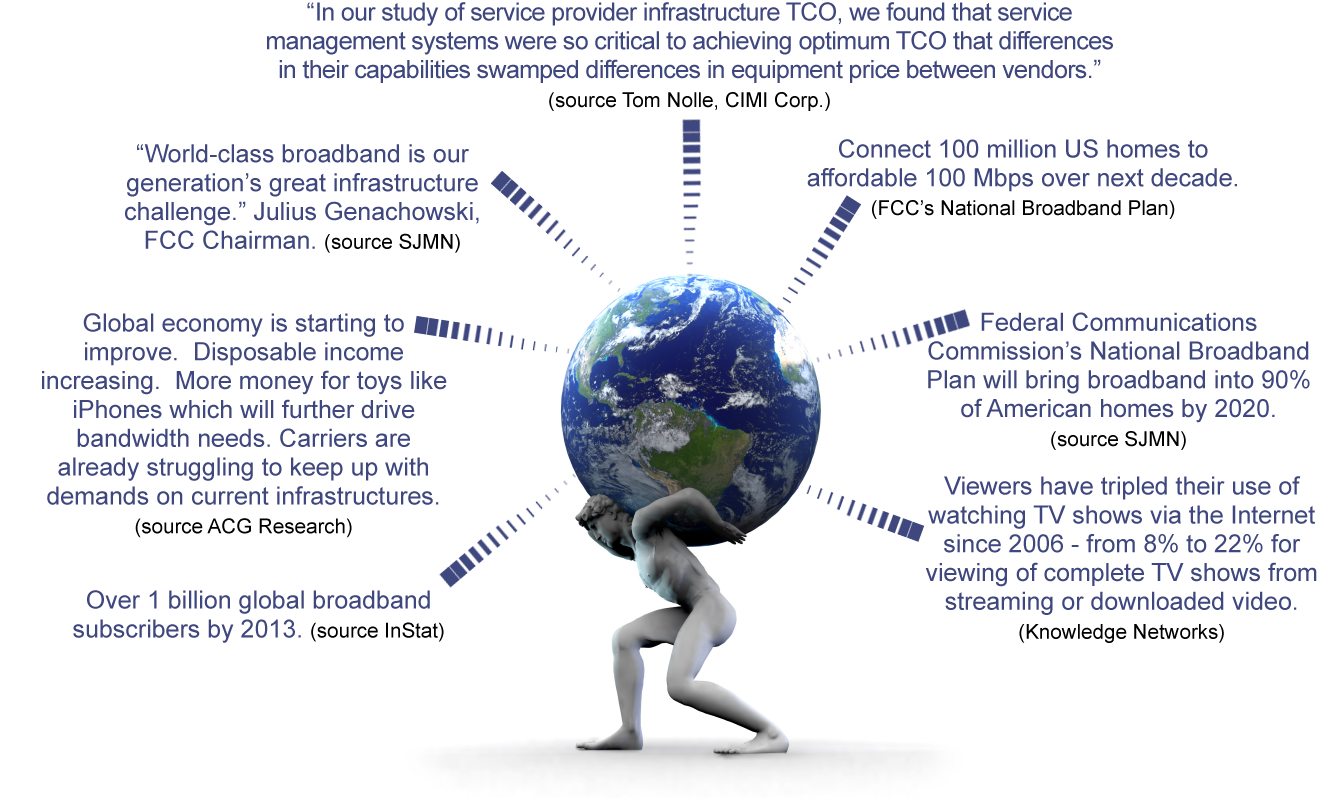 “In our study of service provider infrastructure TCO, we found that service
management systems were so critical to achieving optimum TCO that differences
in their capabilities swamped differences in equipment price between vendors.”
(source Tom Nolle, CIMI Corp.)
“World-class broadband is our
generation’s great infrastructure
challenge.” Julius Genachowski,
FCC Chairman. (source SJMN)
Connect 100 million US homes to
affordable 100 Mbps over next decade.
(FCC’s National Broadband Plan)
Global economy is starting to
improve.  Disposable income
increasing.  More money for toys like
iPhones which will further drive
bandwidth needs. Carriers are
already struggling to keep up with
demands on current infrastructures.
(source ACG Research)
Federal Communications
Commission’s National Broadband
Plan will bring broadband into 90%
of American homes by 2020.
(source SJMN)
Over 1 billion global broadband
subscribers by 2013. (source InStat)
Viewers have tripled their use of
watching TV shows via the Internet
since 2006 - from 8% to 22% for
viewing of complete TV shows from
streaming or downloaded video.
(Knowledge Networks)